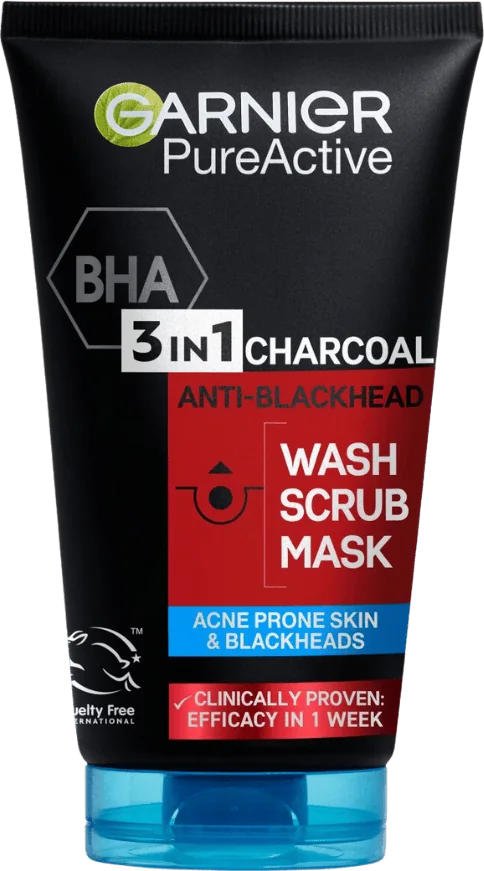 GARNIER
PureActive
BHA
3 IN 1 CHARCOAL
ANTI-BLACKHEAD
WASH
SCRUB
MASK
ACNE PRONE SKIN
& BLACKHEADS
TM
Free
✓ CLINICALLY PROVEN:
EFFICACY IN 1 WEEK